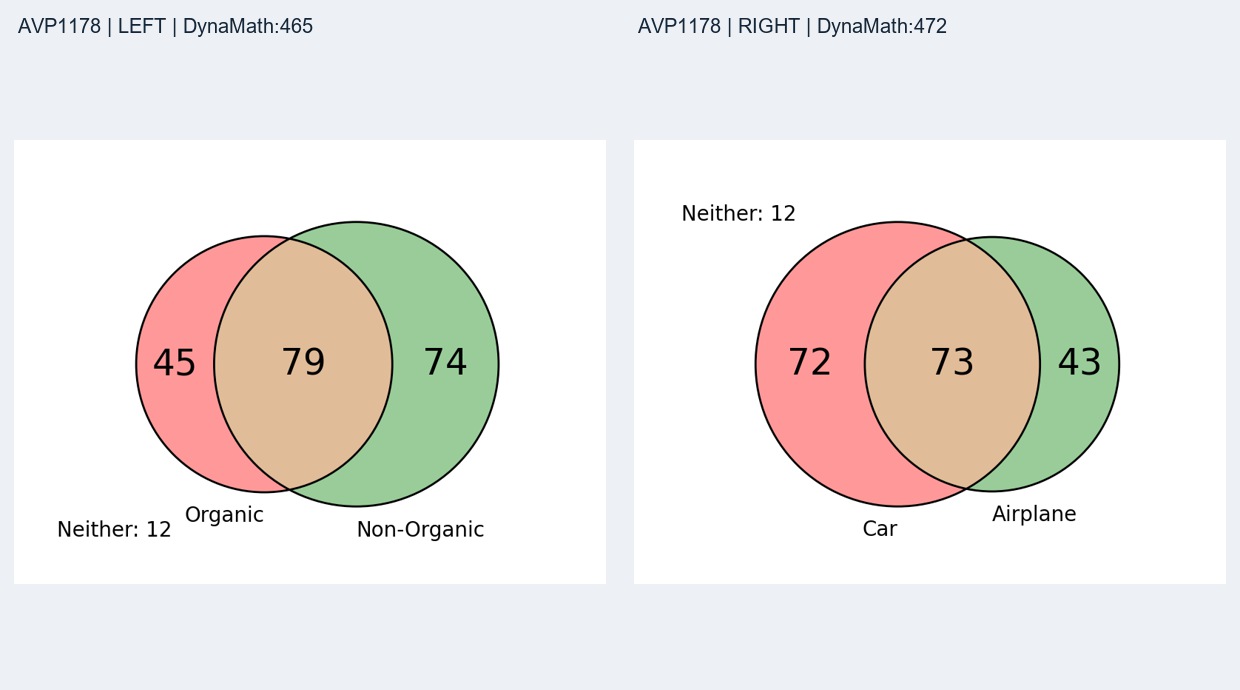 AVP1178 | LEFT | DynaMath:465
45
79
74
Organic
Neither: 12
Non-Organic
AVP1178 | RIGHT | DynaMath:472
Neither: 12
72
73
43
Airplane
Car